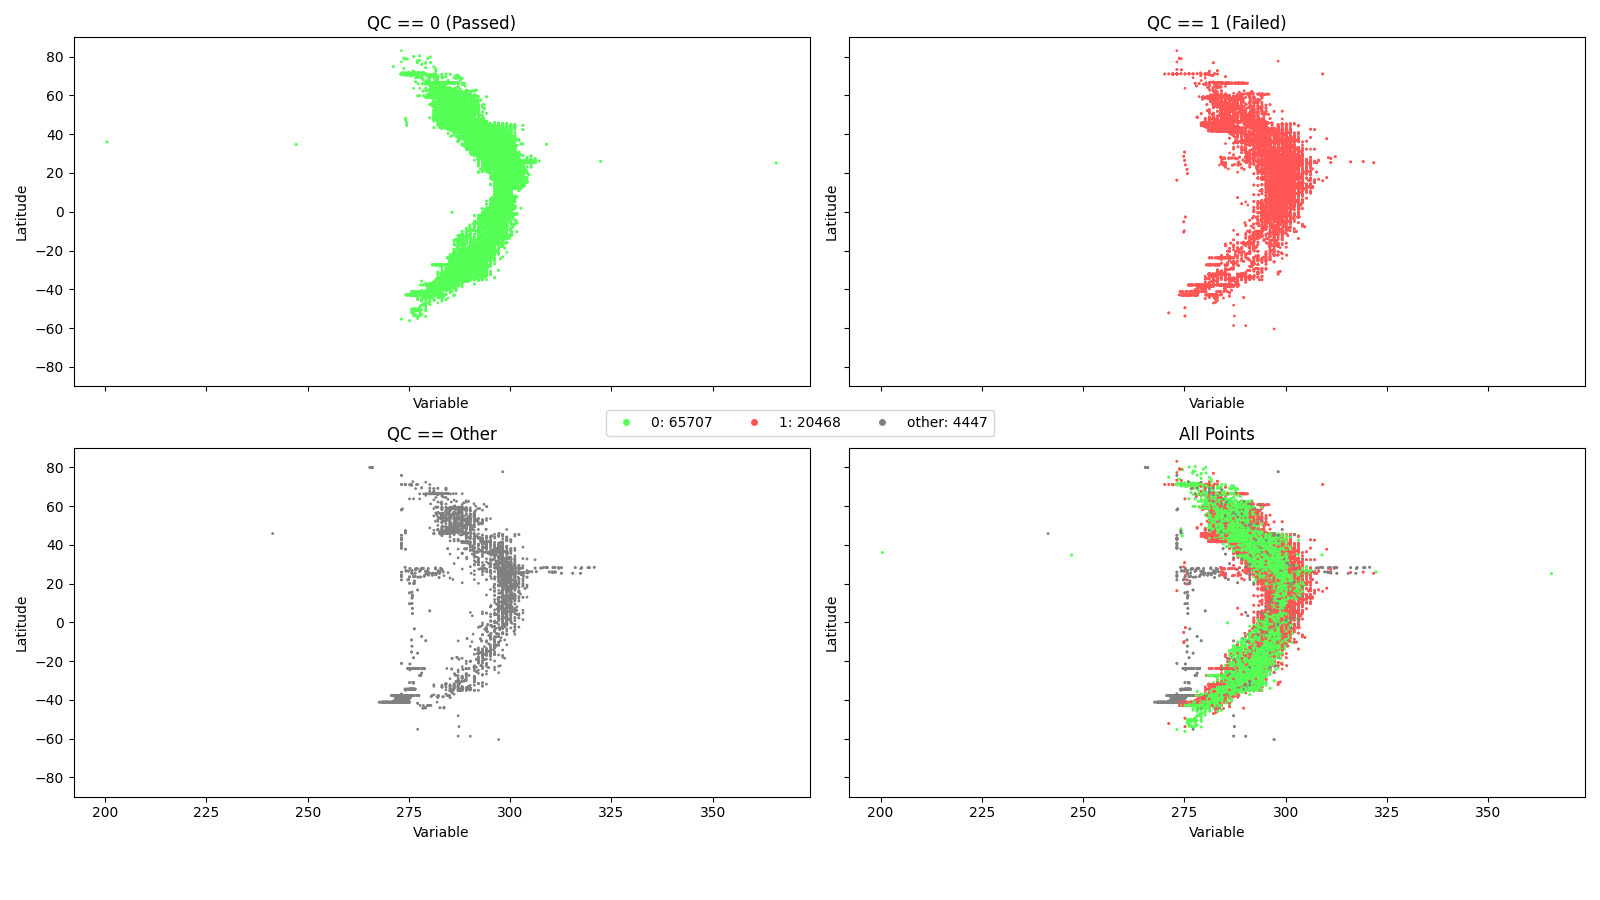 QC == 0 (Passed)
QC == 1 (Failed)
80
60
40
20
0
−20
−40
−60
−80
Latitude
Latitude
Variable
Variable
0: 65707 1: 20468 other: 4447
QC == Other
All Points
80
60
40
20
0
−20
−40
−60
−80
Latitude
Latitude
200 225 250 275 300 325 350
200 225 250 275 300 325 350
Variable
Variable